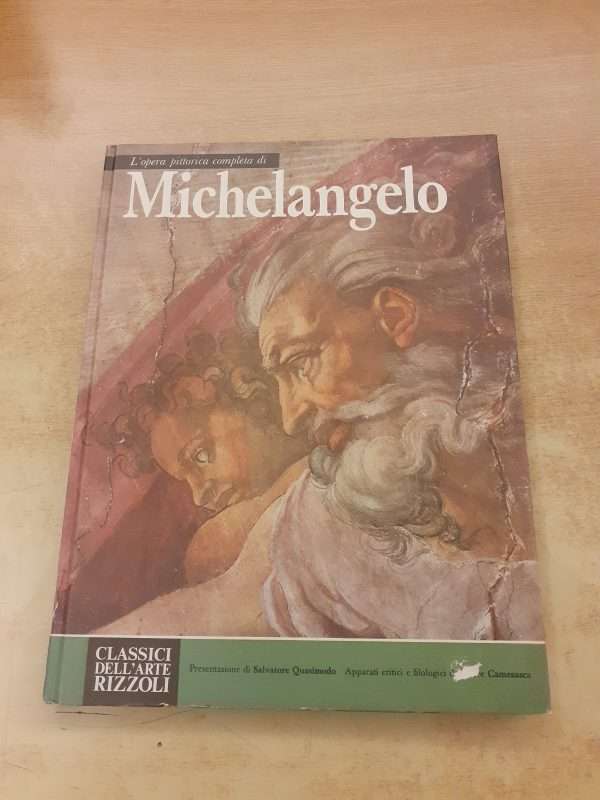 L'opera pittorica completa di
Michelangelo
CLASSICI
DELL'ARTE
RIZZOLI
Presentazione di Salvatore Quasimodo Apparati critici e filologici Camesasca